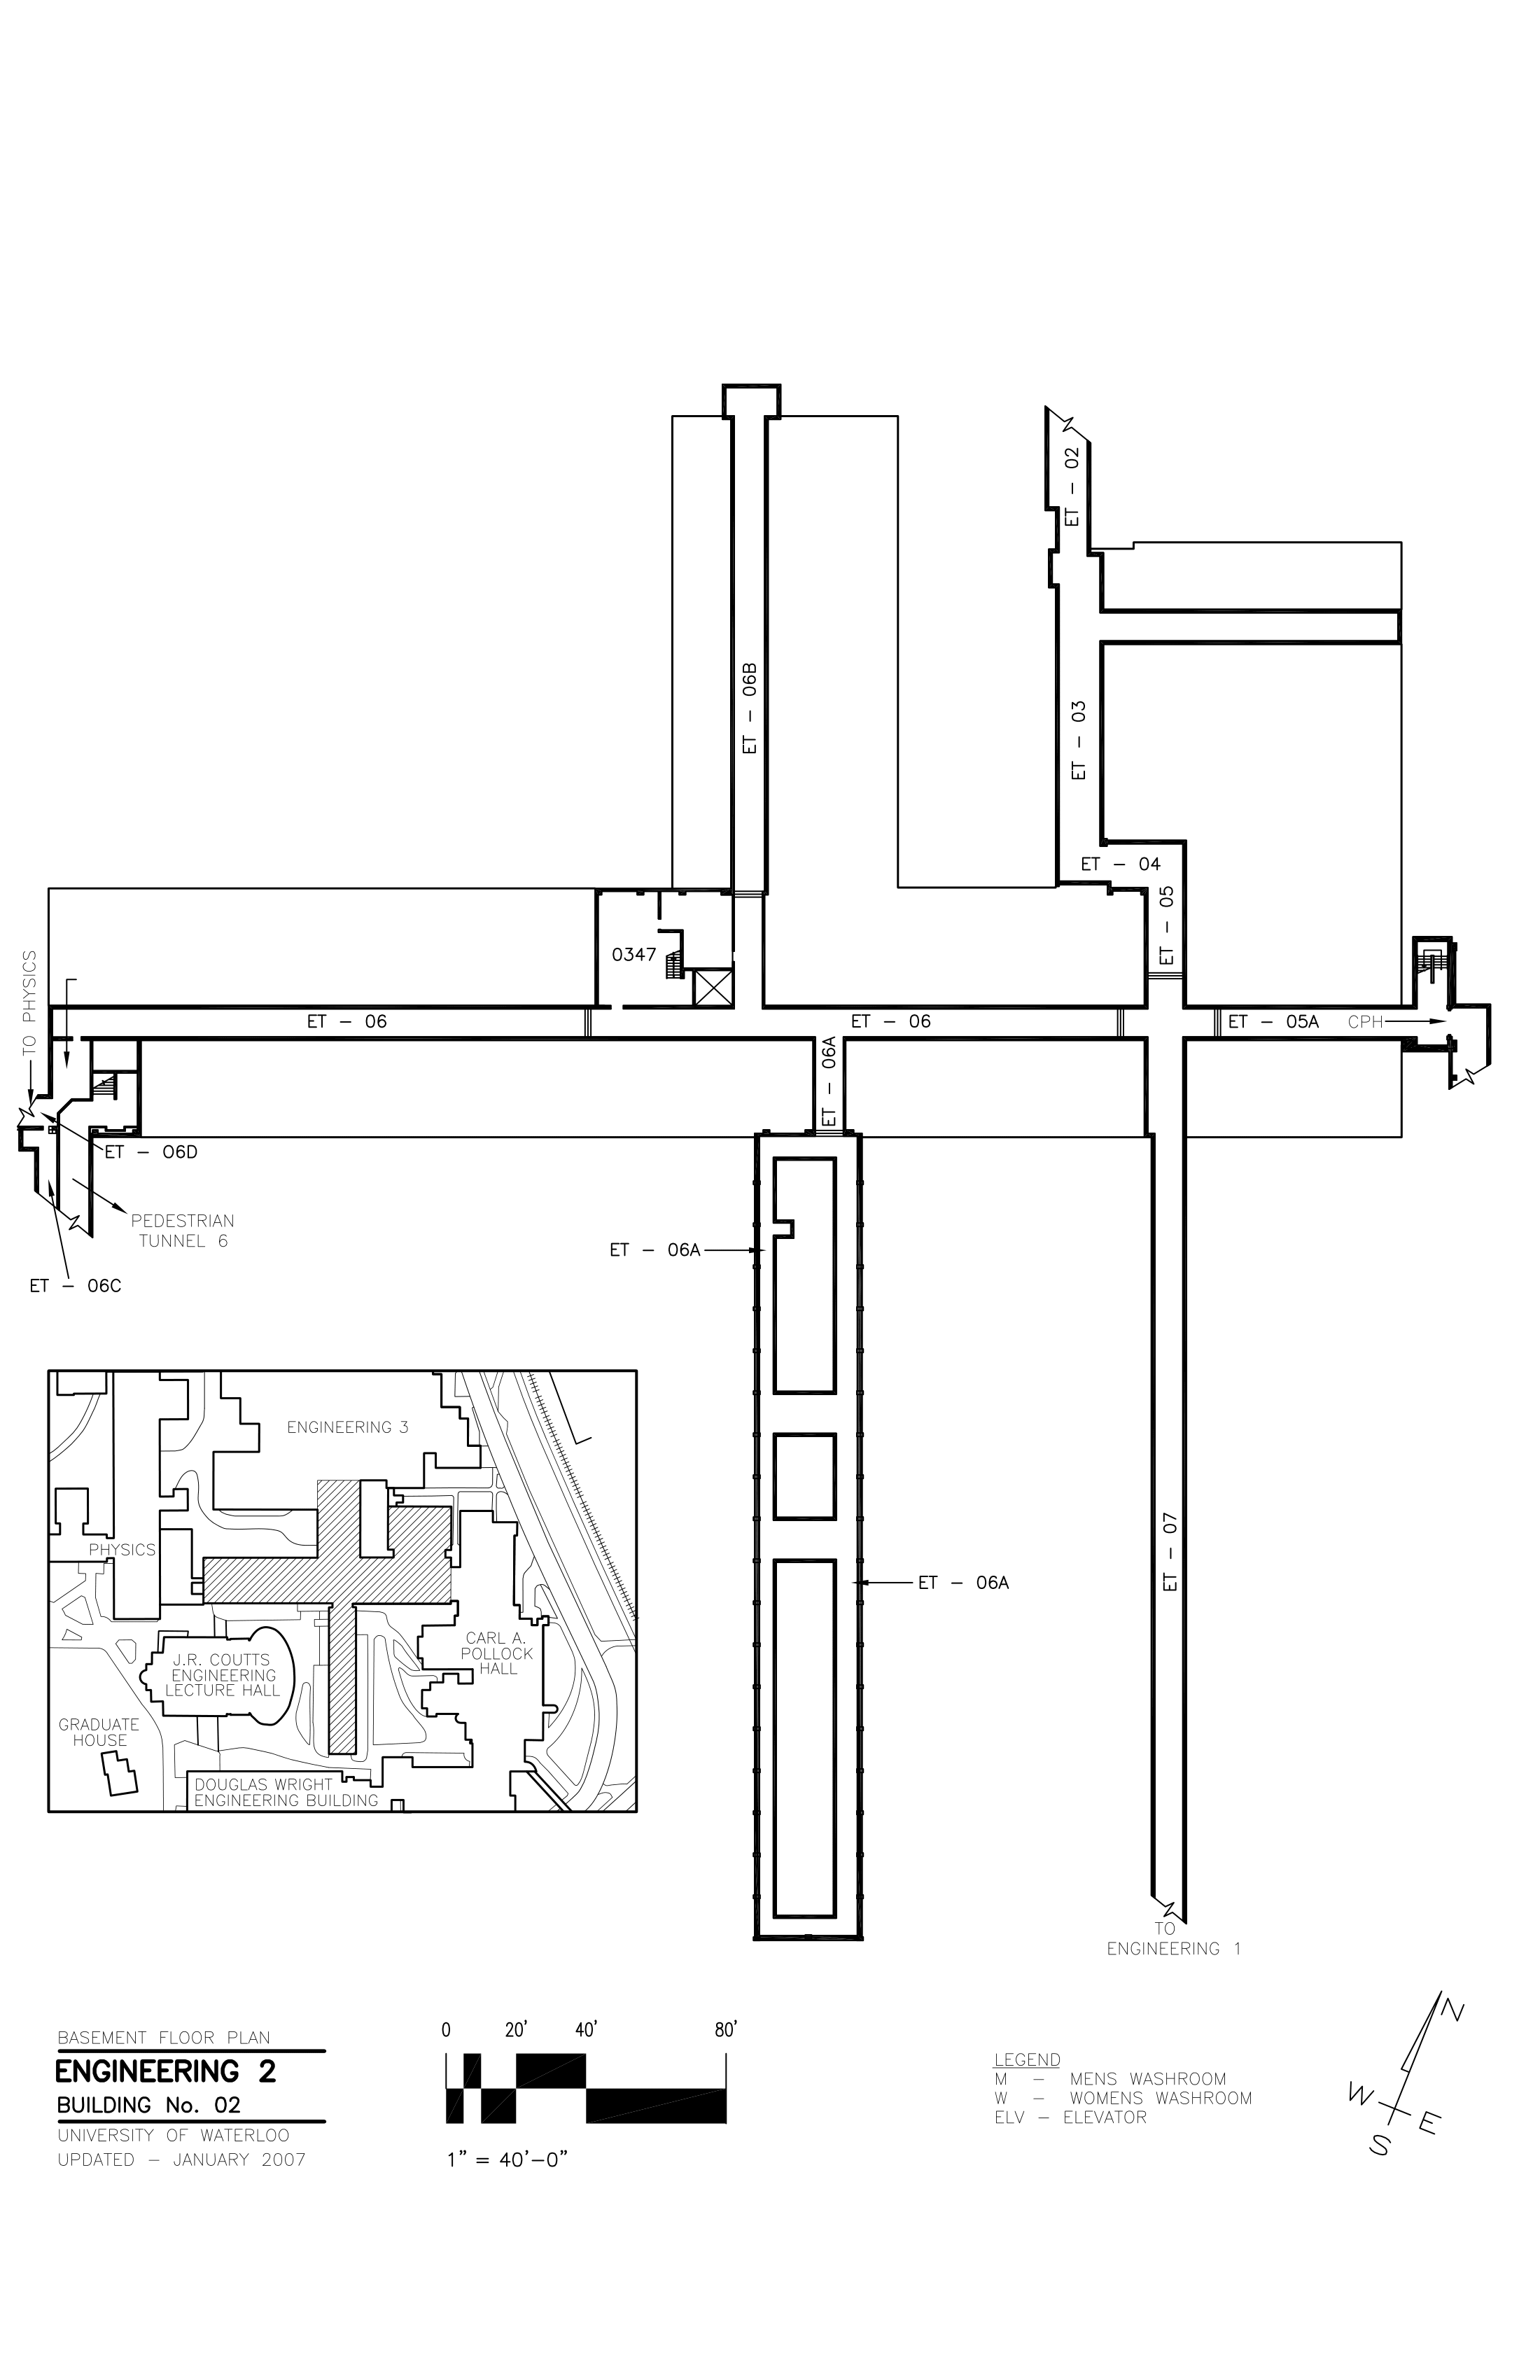 ET - 02
ET - 06B
ET - 03
ET - 04
ET - 05
0347
TO PHYSICS
ET - 06
ET - 06
ET - 05A
CPH
ET - 06A
ET - 06D
PEDESTRIAN
TUNNEL 6
ET - 06A
ET - 06C
ENGINEERING 3
PHYSICS
ET - 07
ET - 06A
CARL A.
POLLOCK
HALL
J.R. COUTTS
ENGINEERING
LECTURE HALL
GRADUATE
HOUSE
DOUGLAS WRIGHT
ENGINEERING BUILDING
TO
ENGINEERING 1
BASEMENT FLOOR PLAN
ENGINEERING 2
BUILDING No. 02
UNIVERSITY OF WATERLOO
UPDATED - JANUARY 2007
0 20' 40' 80'
1" = 40'-0"
LEGEND
M - MENS WASHROOM
W - WOMENS WASHROOM
ELV - ELEVATOR
N
W
E
S